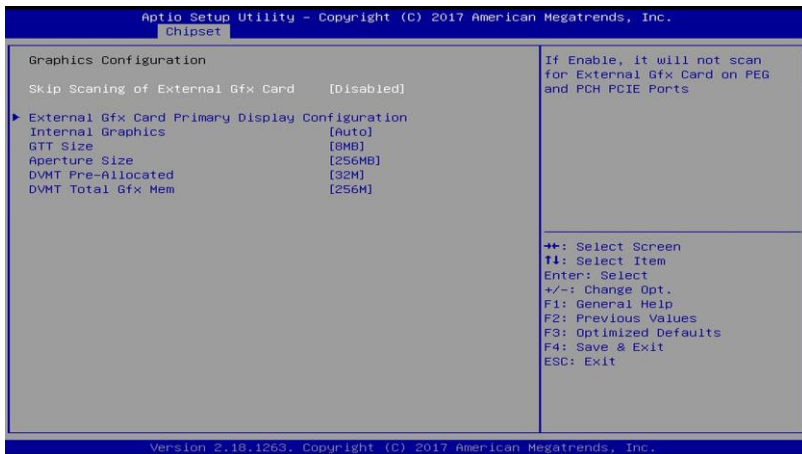 Aptio Setup Utility – Copyright (C) 2017 American Megatrends, Inc.
Chipset
Graphics Configuration
Skip Scaning of External Gfx Card [Disabled]
► External Gfx Card Primary Display Configuration
Internal Graphics [Auto]
GTT Size [8MB]
Aperture Size [256MB]
DVMT Pre-Allocated [32M]
DVMT Total Gfx Mem [256M]
If Enable, it will not scan
for External Gfx Card on PEG
and PCH PCIE Ports
→←: Select Screen
↑↓: Select Item
Enter: Select
+/-: Change Opt.
F1: General Help
F2: Previous Values
F3: Optimized Defaults
F4: Save & Exit
ESC: Exit
Version 2.18.1263. Copyright (C) 2017 American Megatrends, Inc.